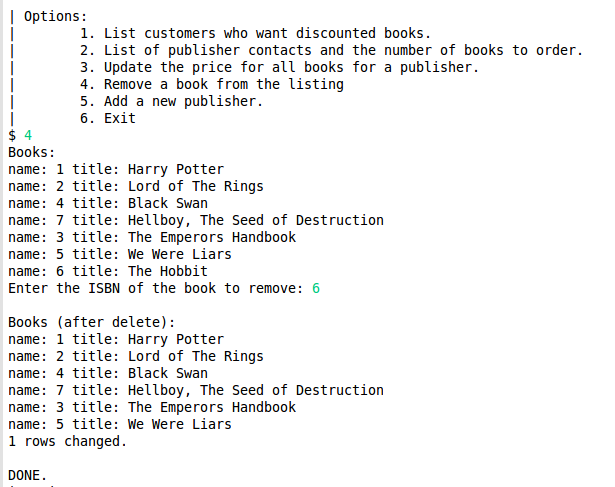 | Options:
|        1. List customers who want discounted books.
|        2. List of publisher contacts and the number of books to order.
|        3. Update the price for all books for a publisher.
|        4. Remove a book from the listing
|        5. Add a new publisher.
|        6. Exit
$ 4
Books:
name: 1 title: Harry Potter
name: 2 title: Lord of The Rings
name: 4 title: Black Swan
name: 7 title: Hellboy, The Seed of Destruction
name: 3 title: The Emperors Handbook
name: 5 title: We Were Liars
name: 6 title: The Hobbit
Enter the ISBN of the book to remove: 6

Books (after delete):
name: 1 title: Harry Potter
name: 2 title: Lord of The Rings
name: 4 title: Black Swan
name: 7 title: Hellboy, The Seed of Destruction
name: 3 title: The Emperors Handbook
name: 5 title: We Were Liars
1 rows changed.

DONE.